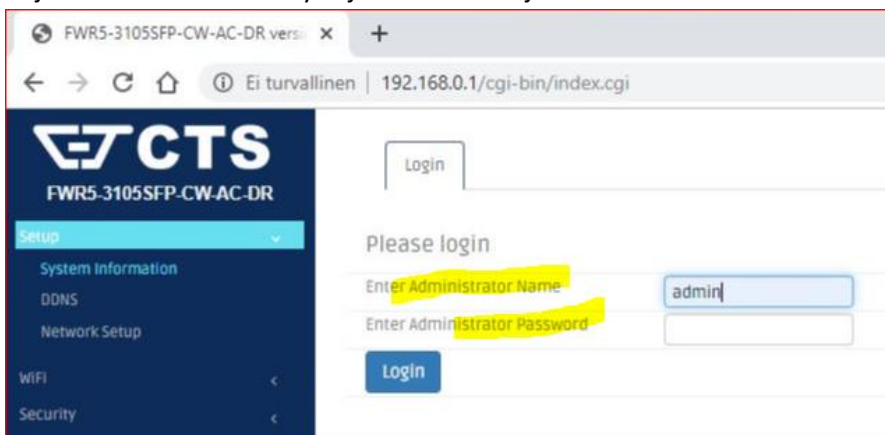 FWR5-3105SFP-CW-AC-DR versi
Ei turvallinen | 192.168.0.1/cgi-bin/index.cgi
CTS
FWR5-3105SFP-CW-AC-DR
Setup
System Information
DDNS
Network Setup
WiFi
Security
Login
Please login
Enter Administrator Name
admin
Enter Administrator Password
Login